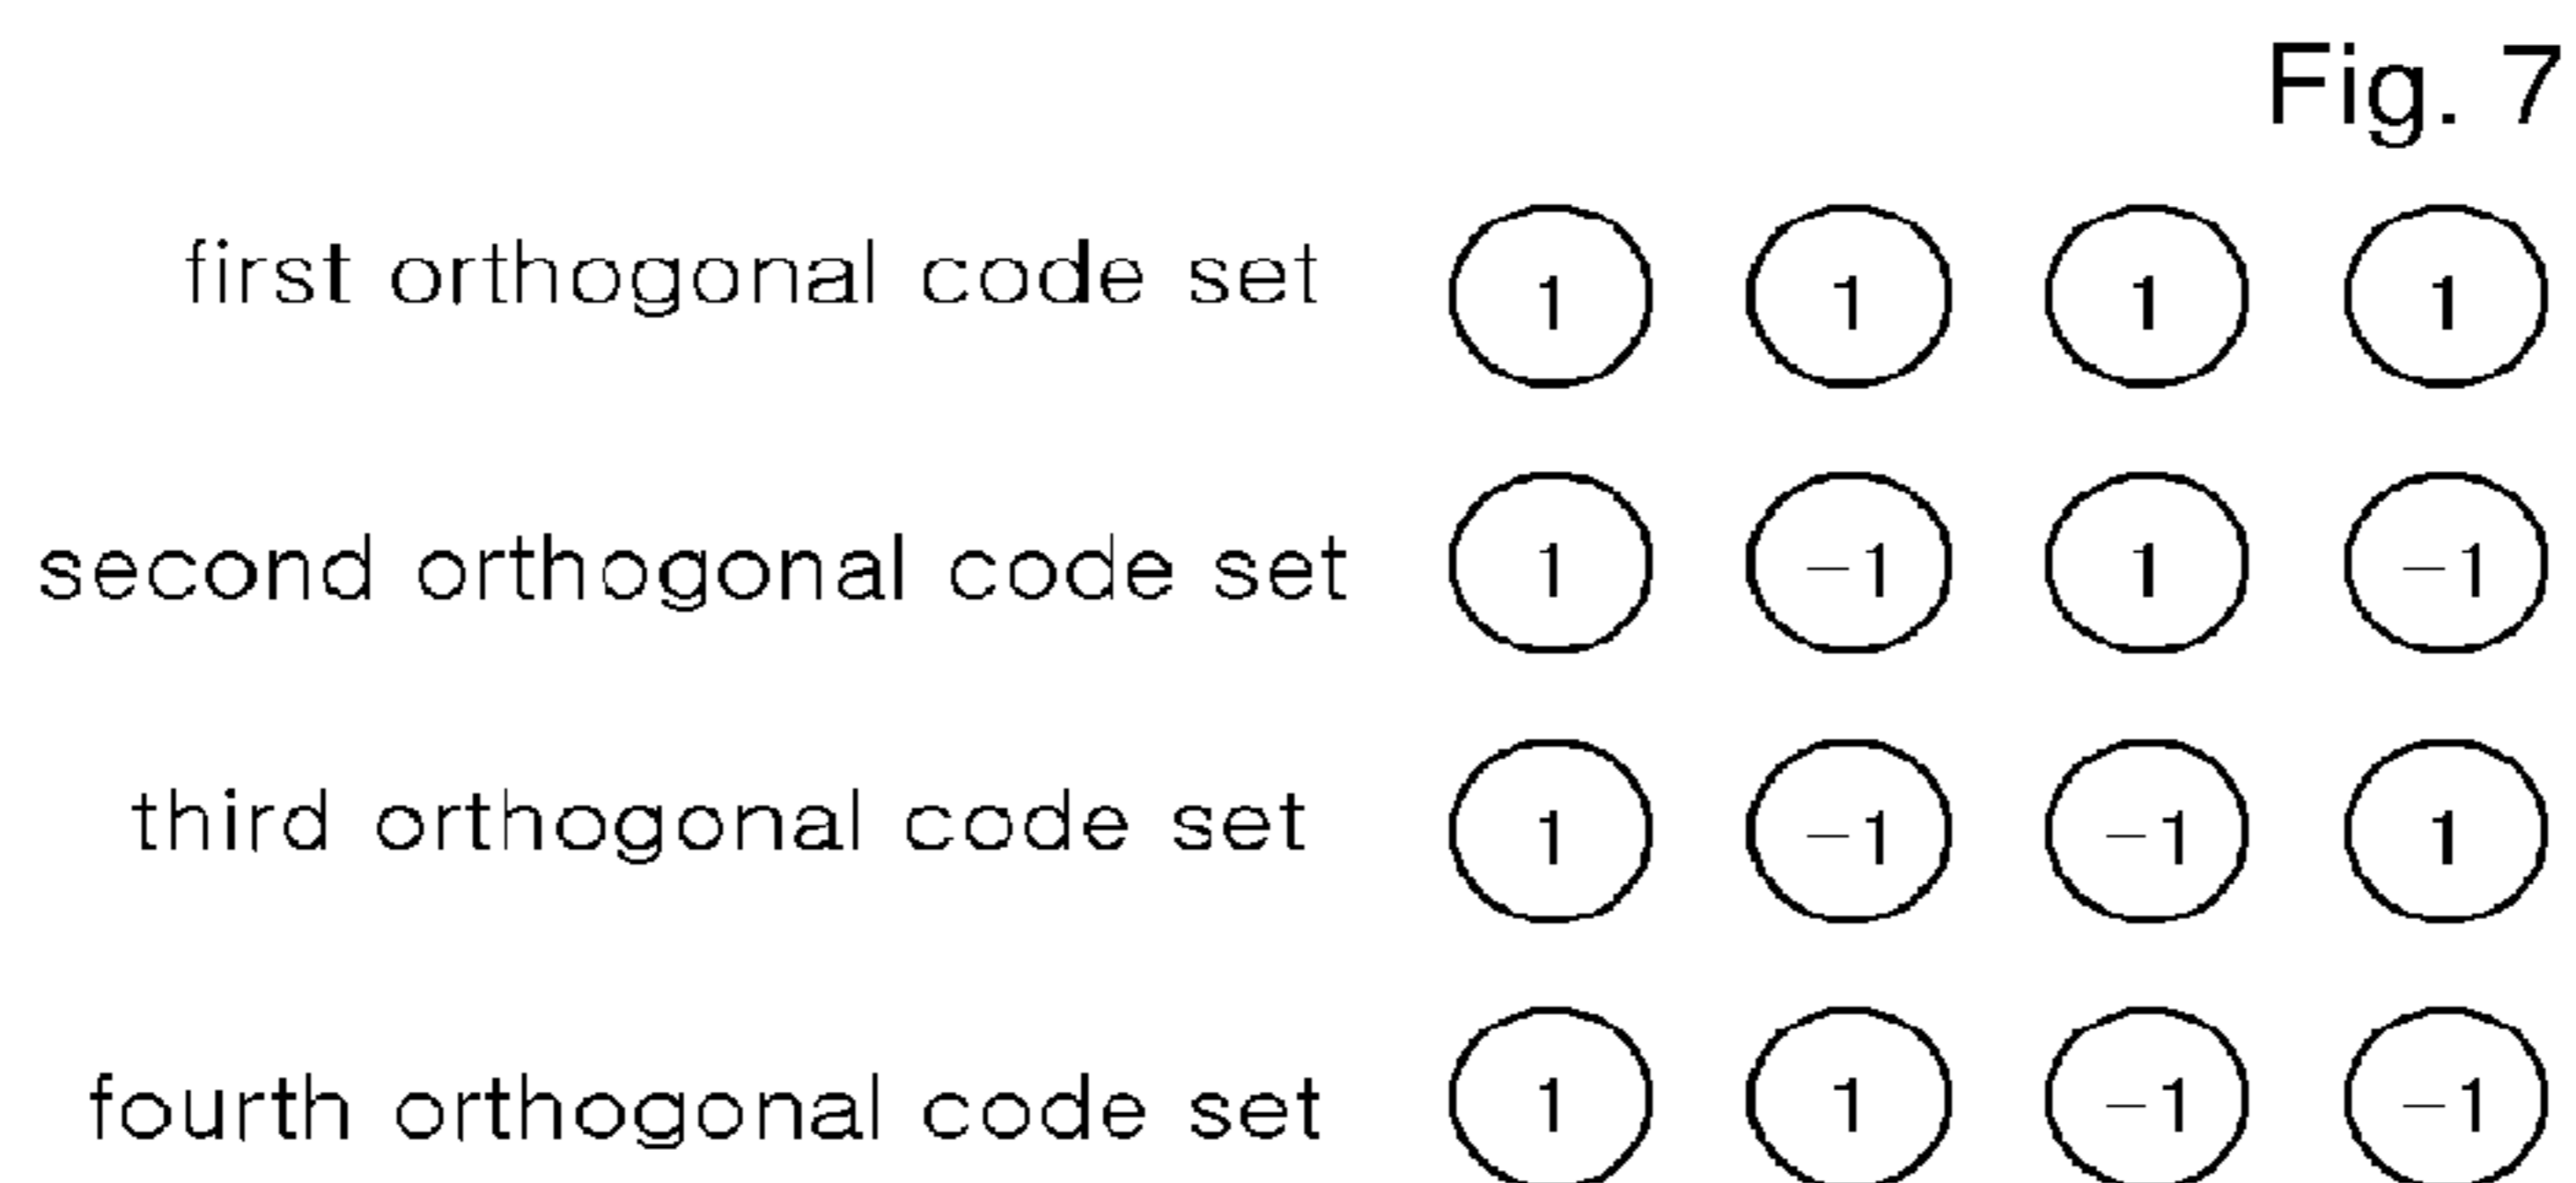 Fig. 7
first orthogonal code set 1 1 1 1
second orthogonal code set 1 −1 1 −1
third orthogonal code set 1 −1 −1 1
fourth orthogonal code set 1 1 −1 −1